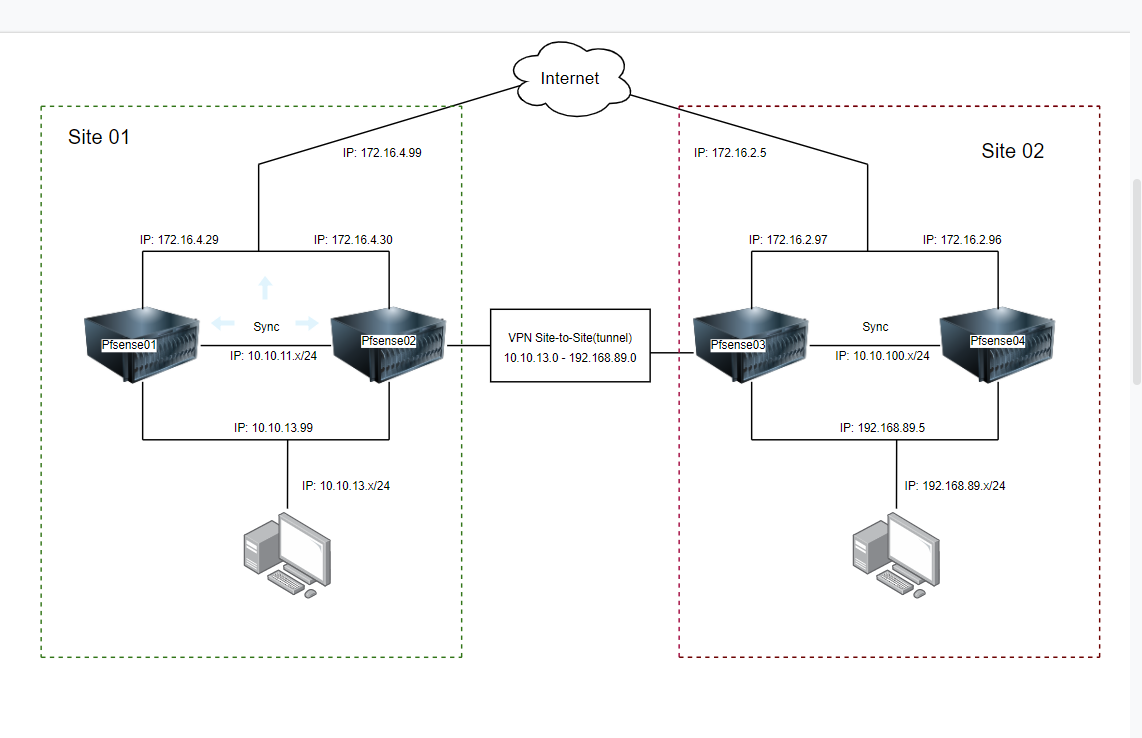 Internet
Site 01
Site 02
IP: 172.16.4.99
IP: 172.16.2.5
IP: 172.16.4.29
IP: 172.16.4.30
IP: 172.16.2.97
IP: 172.16.2.96
Sync
Sync
Pfsense01
Pfsense02
VPN Site-to-Site(tunnel)
10.10.13.0 - 192.168.89.0
Pfsense03
Pfsense04
IP: 10.10.11.x/24
IP: 10.10.100.x/24
IP: 10.10.13.99
IP: 192.168.89.5
IP: 10.10.13.x/24
IP: 192.168.89.x/24